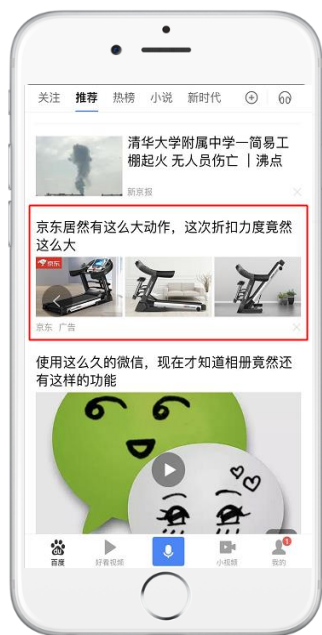 关注 推荐 热榜 小说 新时代
清华大学附属中学一简易工
棚起火 无人员伤亡 丨沸点
新京报
京东居然有这么大动作，这次折扣力度竟然
这么大
京东
京东 广告
使用这么久的微信，现在才知道相册竟然还
有这样的功能
百度 好看视频 小视频 我的
1